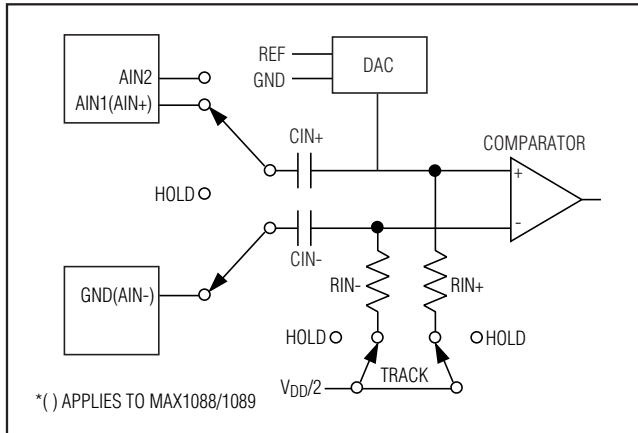 REF
GND
DAC
AIN2
AIN1(AIN+)
CIN+
COMPARATOR
+
HOLD
-
CIN-
GND(AIN-)
RIN-
RIN+
HOLD
HOLD
TRACK
VDD/2
*( ) APPLIES TO MAX1088/1089